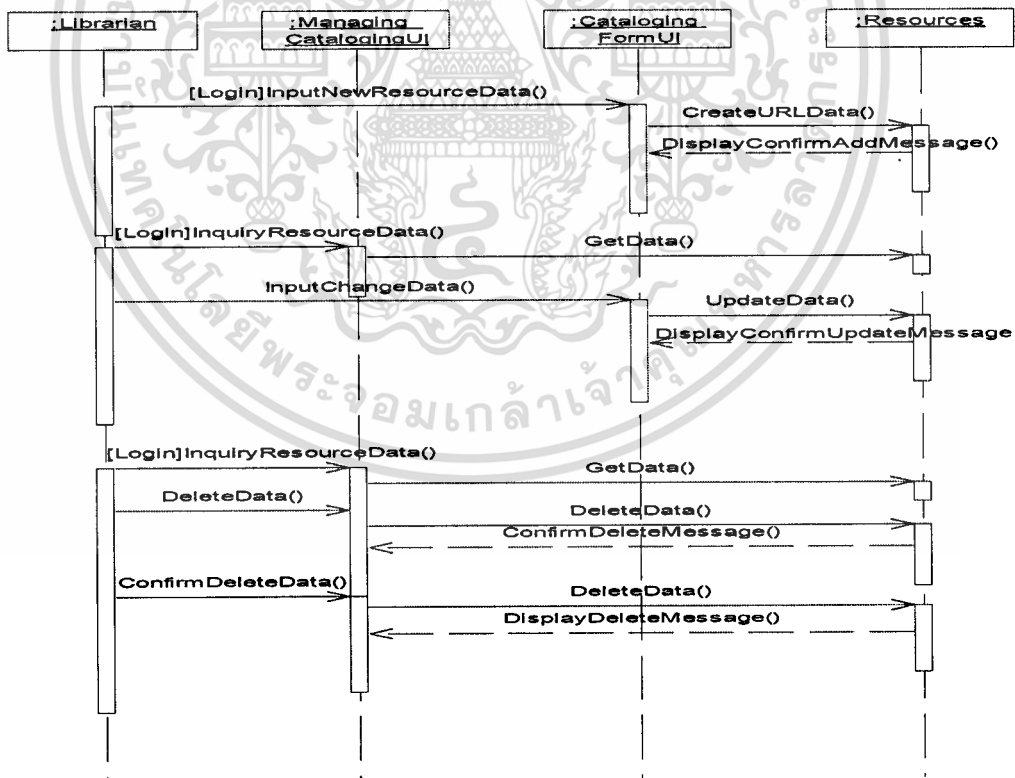 :Librarian
:Managing
CatalogingUI
:Cataloging
FormUI
:Resources
[Login]InputNewResourceData()
CreateURLData()
DisplayConfirmAddMessage()
[Login]InquiryResourceData()
GetData()
InputChangeData()
UpdateData()
DisplayConfirmUpdateMessage
[Login]InquiryResourceData()
GetData()
DeleteData()
DeleteData()
ConfirmDeleteMessage()
ConfirmDeleteData()
DeleteData()
DisplayDeleteMessage()